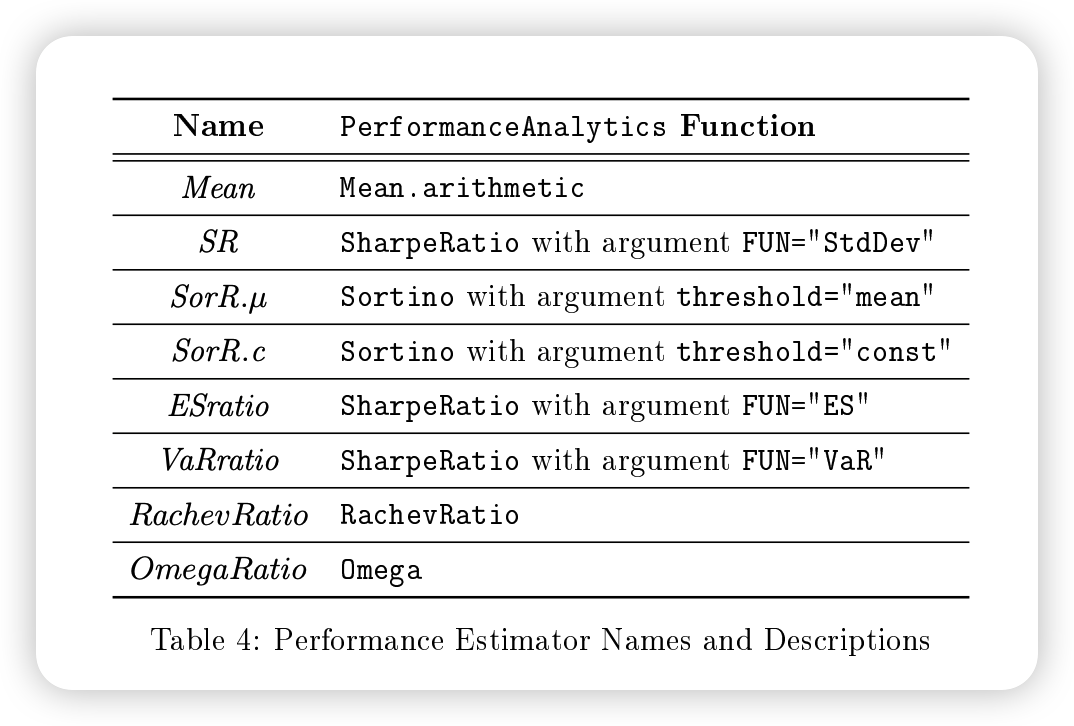 Name PerformanceAnalytics Function
Mean Mean.arithmetic
SR SharpeRatio with argument FUN="StdDev"
SorR.μ Sortino with argument threshold="mean"
SorR.c Sortino with argument threshold="const"
ESratio SharpeRatio with argument FUN="ES"
VaRratio SharpeRatio with argument FUN="VaR"
RachevRatio RachevRatio
OmegaRatio Omega
Table 4: Performance Estimator Names and Descriptions